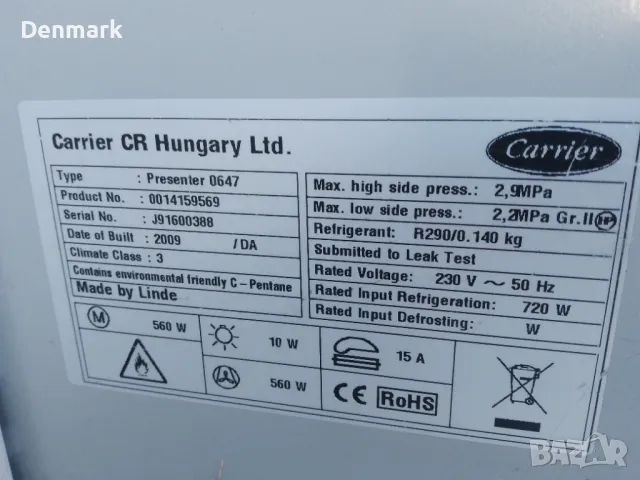 Denmark
Carrier CR Hungary Ltd.
Carrier
Type : Presenter 0647
Product No. : 0014159569
Serial No. : J91600388
Date of Built : 2009 /DA
Climate Class : 3
Contains environmental friendly C - Pentane
Made by Linde
Max. high side press.: 2,9MPa
Max. low side press.: 2,2MPa Gr.II
Refrigerant: R290/0.140 kg
Submitted to Leak Test
Rated Voltage: 230 V ~ 50 Hz
Rated Input Refrigeration: 720 W
Rated Input Defrosting: W
M 560 W
10 W
15 A
560 W
CE RoHS
BAZAR